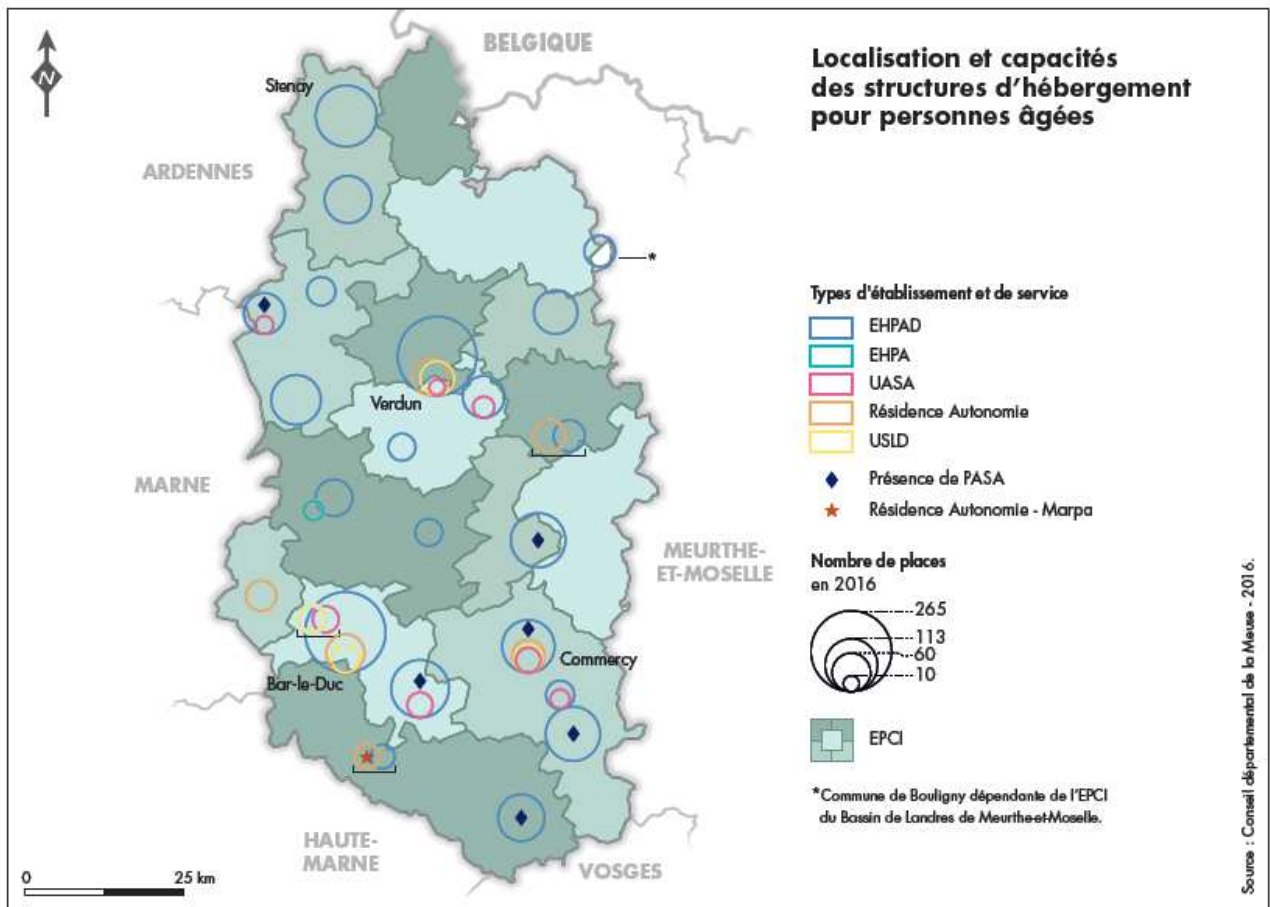 Localisation et capacités
des structures d'hébergement
pour personnes âgées
N
BELGIQUE
Stenay
ARDENNES
*
Verdun
MARNE
MEURTHE-
ET-MOSELLE
Commercy
Bar-le-Duc
HAUTE-
MARNE
VOSGES
0 25 km
Types d'établissement et de service
EHPAD
EHPA
UASA
Résidence Autonomie
USLD
Présence de PASA
Résidence Autonomie - Marpa
Nombre de places
en 2016
265
113
60
10
EPCI
*Commune de Bouligny dépendante de l'EPCI
du Bassin de Landres de Meurthe-et-Moselle.
Source : Conseil départemental de la Meuse - 2016.